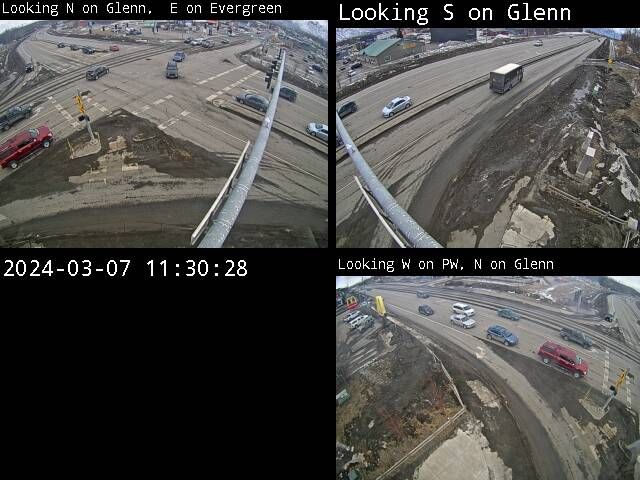 Looking N on Glenn,  E on Evergreen
Looking S on Glenn
2024-03-07 11:30:28
Looking W on PW, N on Glenn